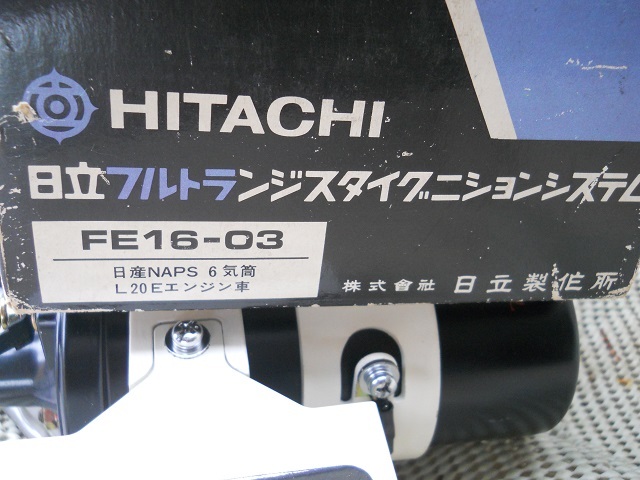 HITACHI
日立フルトランジスタイグニションシステム
FE16-03
日産NAPS 6気筒
L20Eエンジン車
株式會社 日立製作所